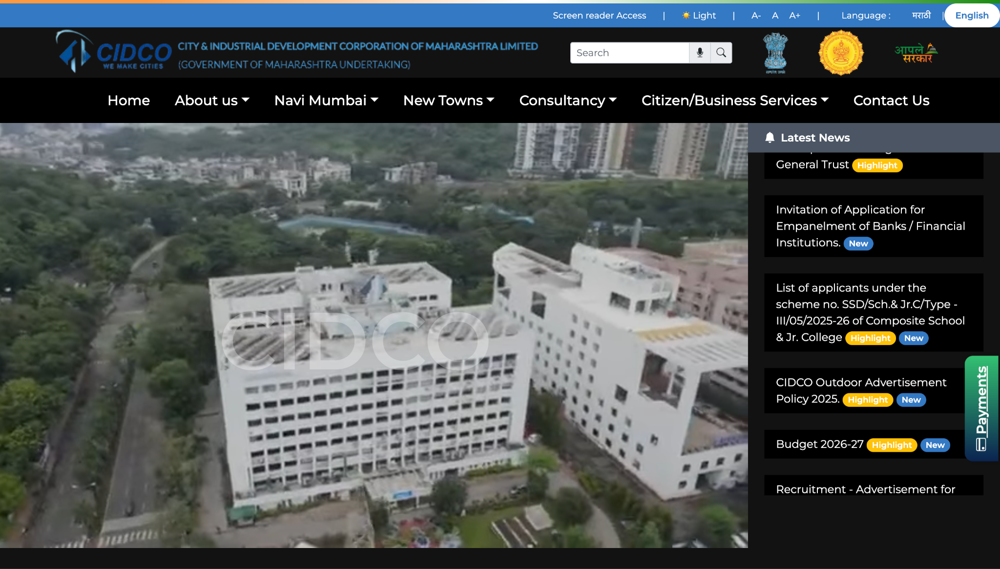 Screen reader Access | Light | A- A A+ | Language : मराठी | English
CIDCO
WE MAKE CITIES
CITY & INDUSTRIAL DEVELOPMENT CORPORATION OF MAHARASHTRA LIMITED
(GOVERNMENT OF MAHARASHTRA UNDERTAKING)
Search
आपले
सरकार
Home About us Navi Mumbai New Towns Consultancy Citizen/Business Services Contact Us
CIDCO
Latest News
General Trust Highlight
Invitation of Application for
Empanelment of Banks / Financial
Institutions. New
List of applicants under the
scheme no. SSD/Sch.& Jr.C/Type -
III/05/2025-26 of Composite School
& Jr. College Highlight New
CIDCO Outdoor Advertisement
Policy 2025. Highlight New
Budget 2026-27 Highlight New
Recruitment - Advertisement for
Payments